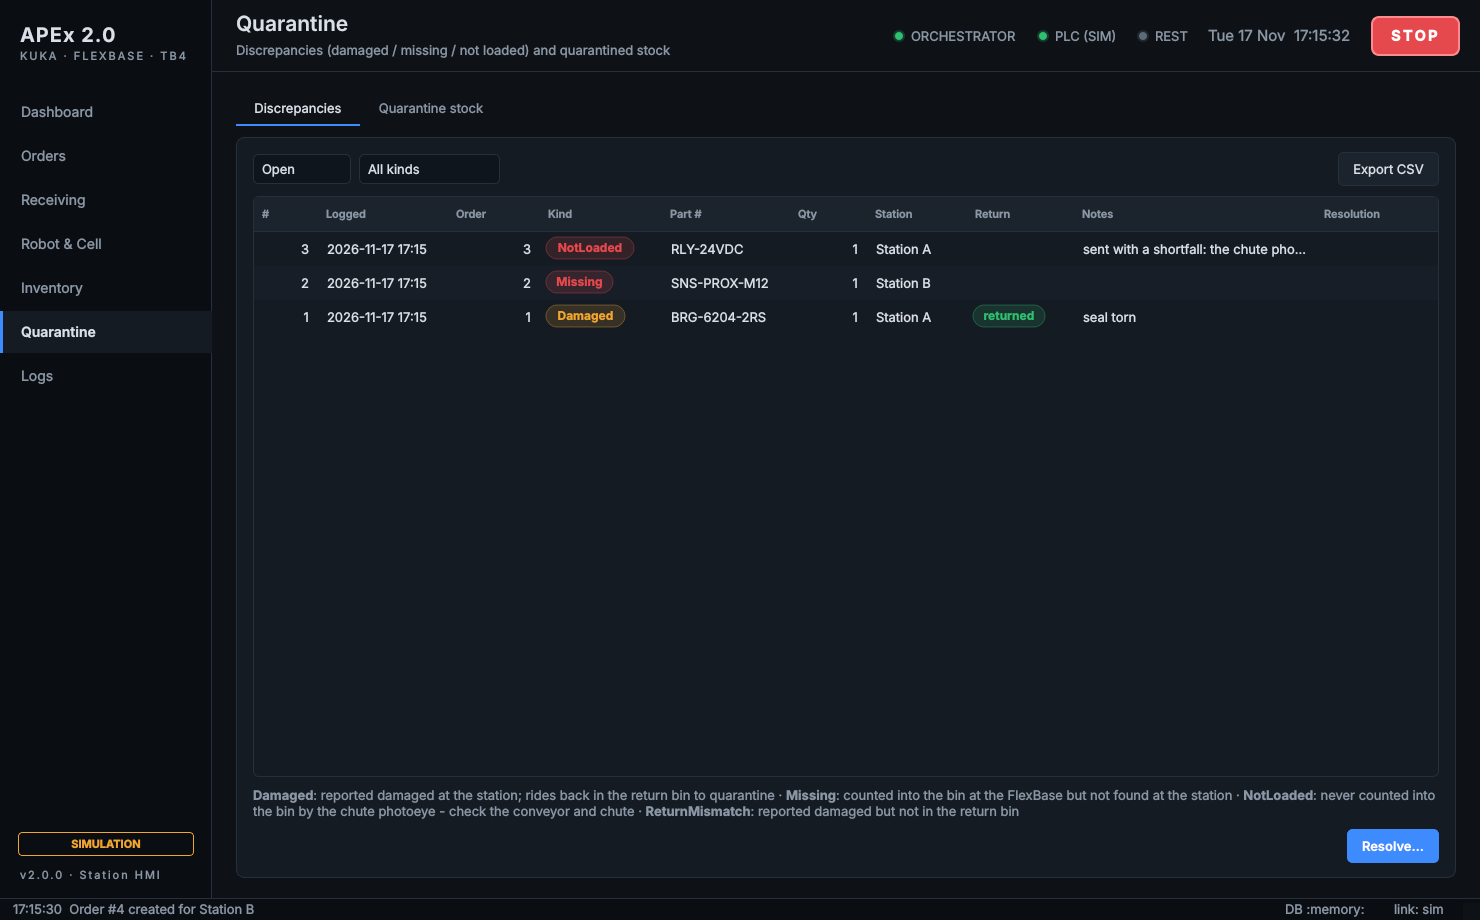 APEx 2.0
KUKA · FLEXBASE · TB4
Dashboard
Orders
Receiving
Robot & Cell
Inventory
Quarantine
Logs
SIMULATION
v2.0.0 · Station HMI
Quarantine
Discrepancies (damaged / missing / not loaded) and quarantined stock
ORCHESTRATOR PLC (SIM) REST Tue 17 Nov 17:15:32 STOP
Discrepancies Quarantine stock
Open All kinds Export CSV
# Logged Order Kind Part # Qty Station Return Notes Resolution
3 2026-11-17 17:15 3 NotLoaded RLY-24VDC 1 Station A sent with a shortfall: the chute pho...
2 2026-11-17 17:15 2 Missing SNS-PROX-M12 1 Station B
1 2026-11-17 17:15 1 Damaged BRG-6204-2RS 1 Station A returned seal torn
Damaged: reported damaged at the station; rides back in the return bin to quarantine · Missing: counted into the bin at the FlexBase but not found at the station · NotLoaded: never counted into
the bin by the chute photoeye - check the conveyor and chute · ReturnMismatch: reported damaged but not in the return bin
Resolve...
17:15:30 Order #4 created for Station B DB :memory: link: sim